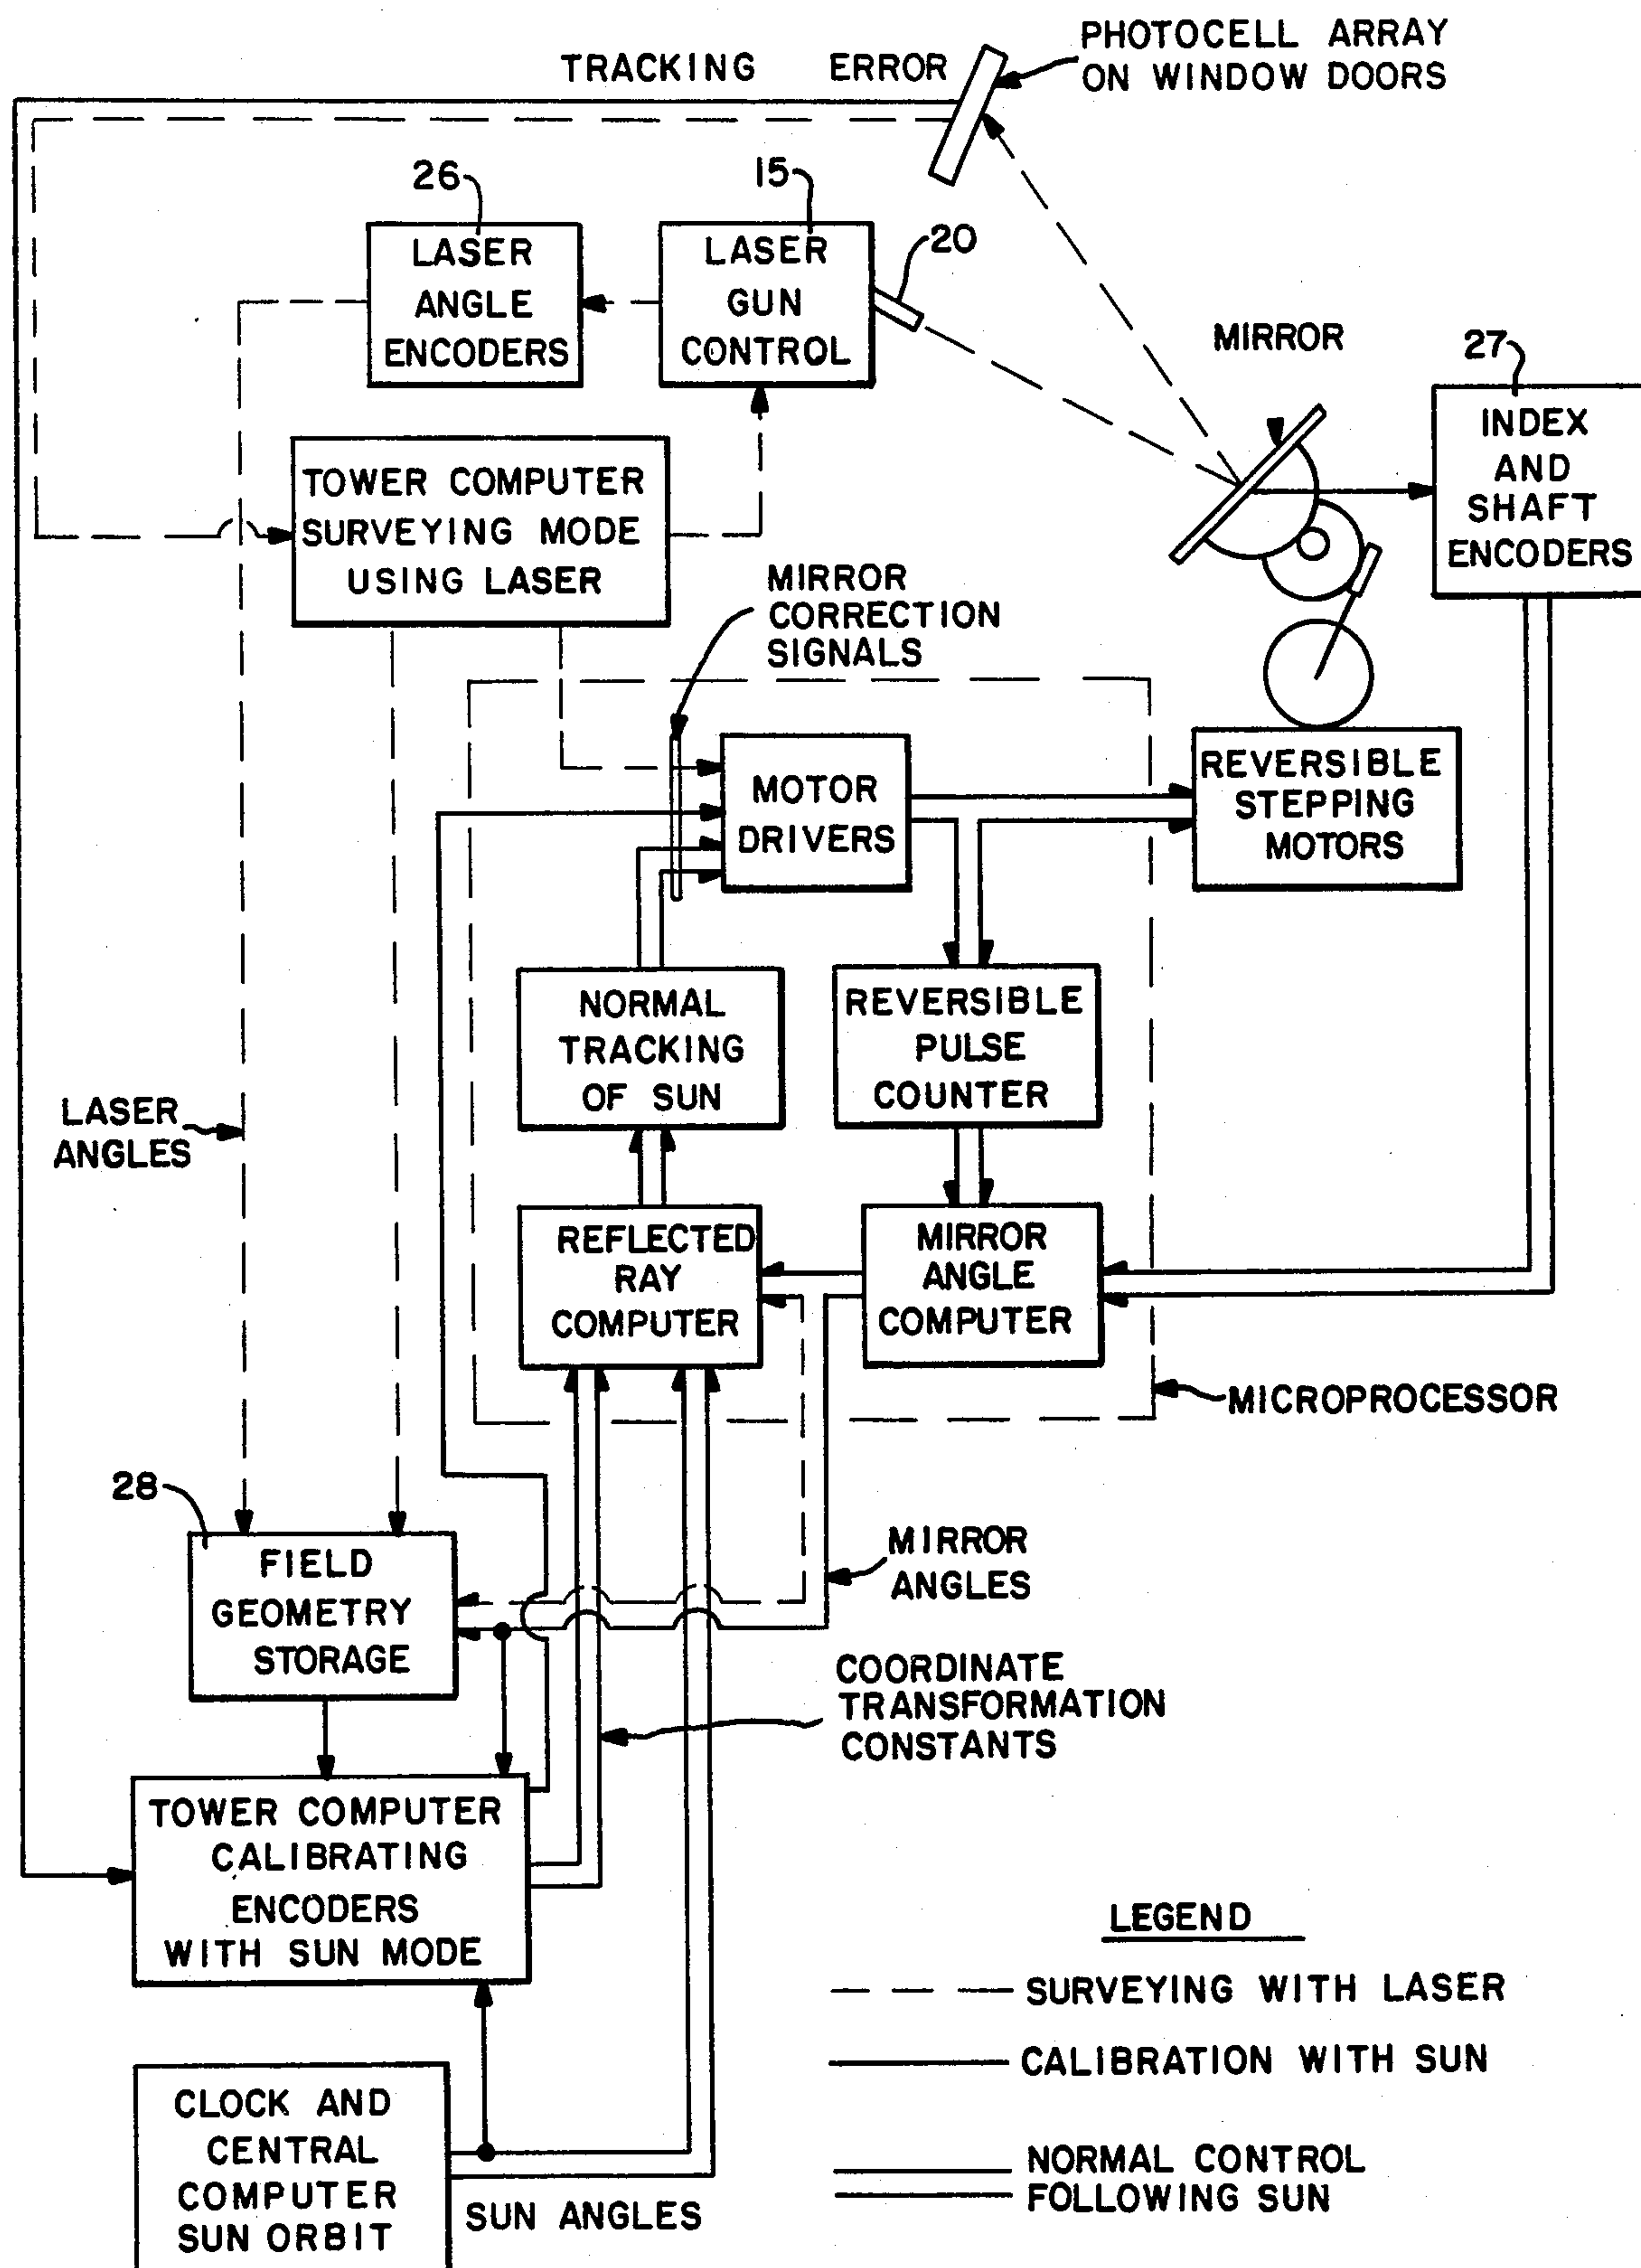 TRACKING ERROR
PHOTOCELL ARRAY
ON WINDOW DOORS
26
15
20
LASER
ANGLE
ENCODERS
LASER
GUN
CONTROL
MIRROR
27
INDEX
AND
SHAFT
ENCODERS
TOWER COMPUTER
SURVEYING MODE
USING LASER
MIRROR
CORRECTION
SIGNALS
MOTOR
DRIVERS
REVERSIBLE
STEPPING
MOTORS
NORMAL
TRACKING
OF SUN
REVERSIBLE
PULSE
COUNTER
LASER
ANGLES
REFLECTED
RAY
COMPUTER
MIRROR
ANGLE
COMPUTER
MICROPROCESSOR
28
FIELD
GEOMETRY
STORAGE
MIRROR
ANGLES
COORDINATE
TRANSFORMATION
CONSTANTS
TOWER COMPUTER
CALIBRATING
ENCODERS
WITH SUN MODE
LEGEND
SURVEYING WITH LASER
CALIBRATION WITH SUN
NORMAL CONTROL
FOLLOWING SUN
CLOCK AND
CENTRAL
COMPUTER
SUN ORBIT
SUN ANGLES